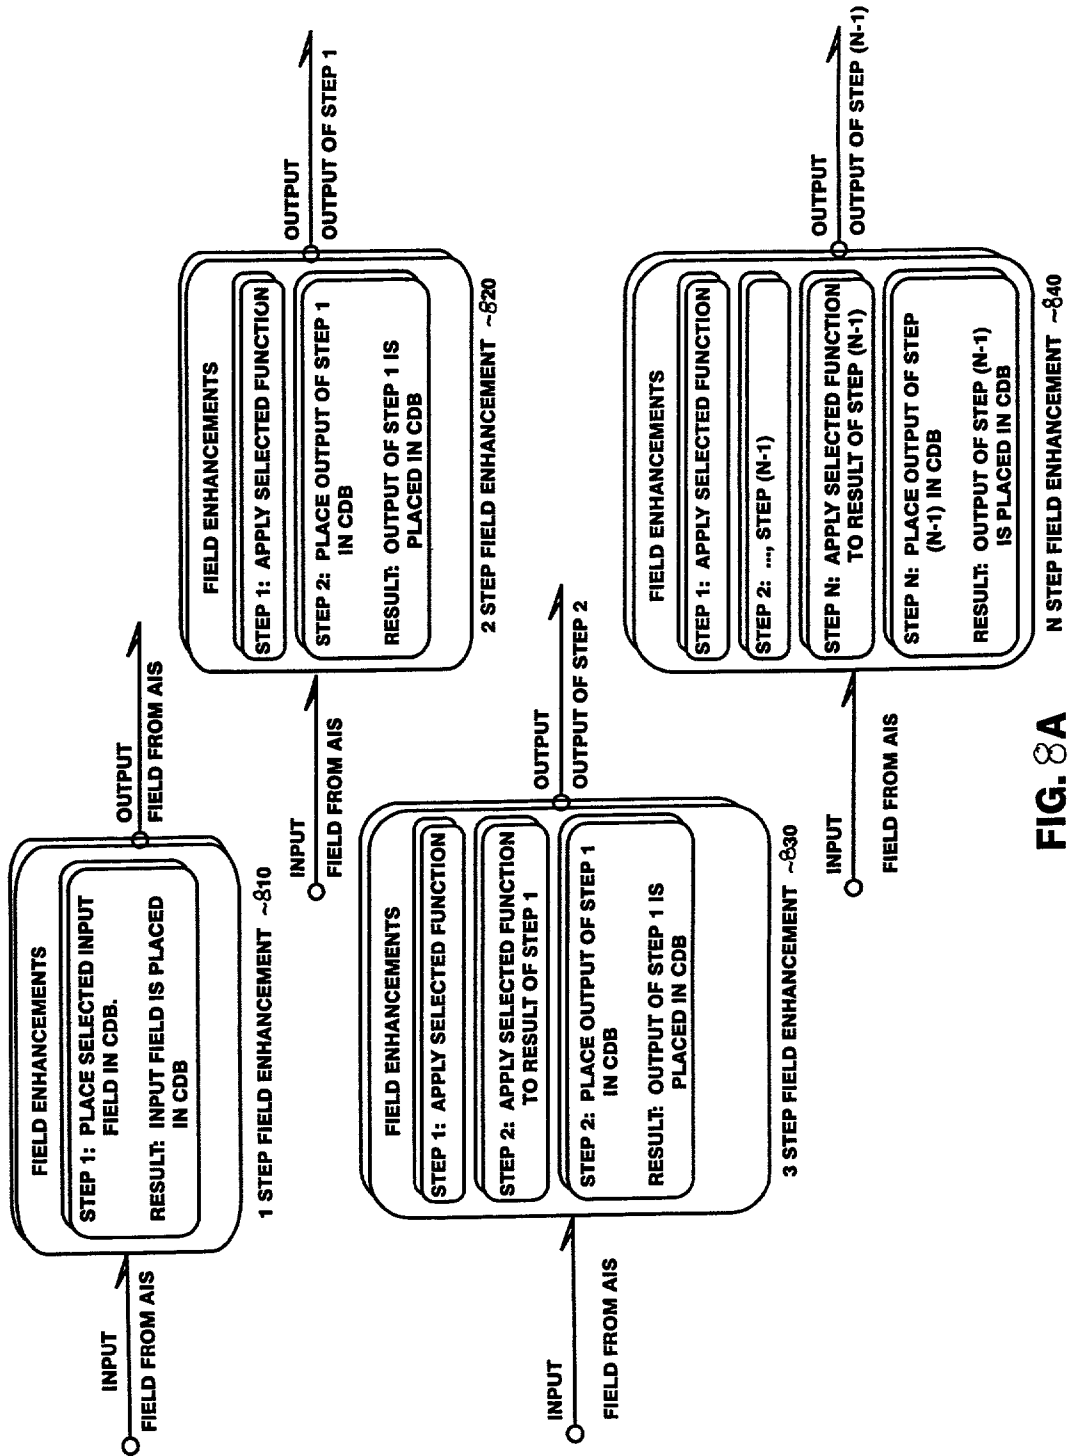 INPUT
FIELD FROM AIS
FIELD ENHANCEMENTS
STEP 1: PLACE SELECTED INPUT
FIELD IN CDB.
RESULT: INPUT FIELD IS PLACED
IN CDB
OUTPUT
FIELD FROM AIS
1 STEP FIELD ENHANCEMENT ~810
INPUT
FIELD FROM AIS
FIELD ENHANCEMENTS
STEP 1: APPLY SELECTED FUNCTION
STEP 2: PLACE OUTPUT OF STEP 1
IN CDB
RESULT: OUTPUT OF STEP 1 IS
PLACED IN CDB
OUTPUT
OUTPUT OF STEP 1
2 STEP FIELD ENHANCEMENT ~820
INPUT
FIELD FROM AIS
FIELD ENHANCEMENTS
STEP 1: APPLY SELECTED FUNCTION
STEP 2: APPLY SELECTED FUNCTION
TO RESULT OF STEP 1
STEP 2: PLACE OUTPUT OF STEP 1
IN CDB
RESULT: OUTPUT OF STEP 1 IS
PLACED IN CDB
OUTPUT
OUTPUT OF STEP 2
3 STEP FIELD ENHANCEMENT ~830
INPUT
FIELD FROM AIS
FIELD ENHANCEMENTS
STEP 1: APPLY SELECTED FUNCTION
STEP 2: ..., STEP (N-1)
STEP N: APPLY SELECTED FUNCTION
TO RESULT OF STEP (N-1)
STEP N: PLACE OUTPUT OF STEP
(N-1) IN CDB
RESULT: OUTPUT OF STEP (N-1)
IS PLACED IN CDB
OUTPUT
OUTPUT OF STEP (N-1)
N STEP FIELD ENHANCEMENT ~840
FIG. 8A